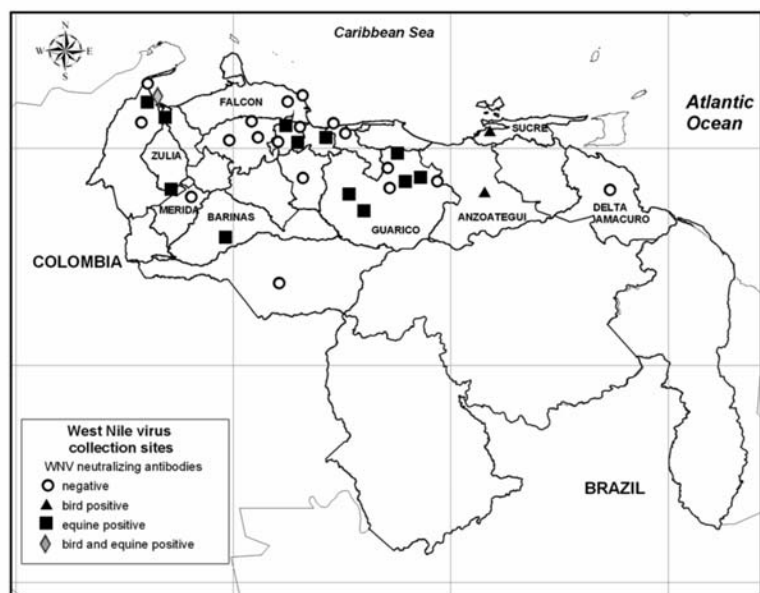 Caribbean Sea
N
W E
S
Atlantic
Ocean
FALCON
SUCRE
ZULIA
MERIDA
BARINAS
GUARICO
ANZOATEGUI
DELTA
AMACURO
COLOMBIA
BRAZIL
West Nile virus
collection sites
WNV neutralizing antibodies
negative
bird positive
equine positive
bird and equine positive